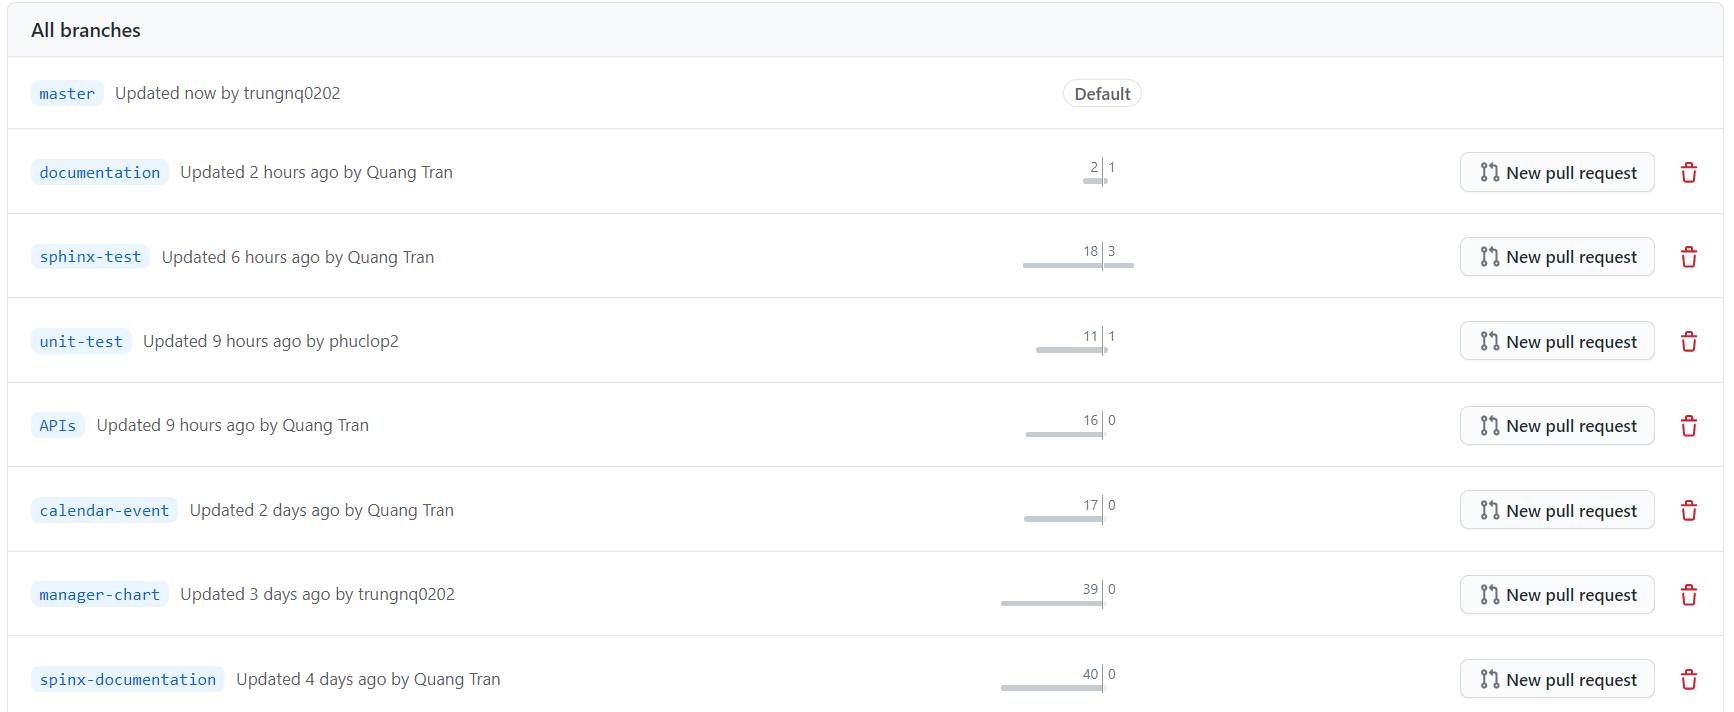 All branches
master Updated now by trungnq0202 Default
documentation Updated 2 hours ago by Quang Tran 2 1 New pull request
sphinx-test Updated 6 hours ago by Quang Tran 18 3 New pull request
unit-test Updated 9 hours ago by phuclop2 11 1 New pull request
APIs Updated 9 hours ago by Quang Tran 16 0 New pull request
calendar-event Updated 2 days ago by Quang Tran 17 0 New pull request
manager-chart Updated 3 days ago by trungnq0202 39 0 New pull request
spinx-documentation Updated 4 days ago by Quang Tran 40 0 New pull request